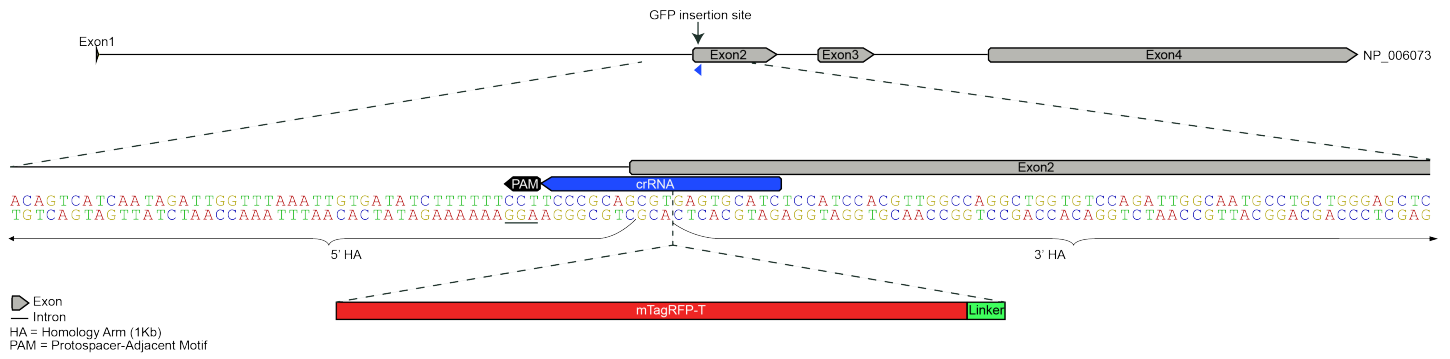 GFP insertion site
Exon1
Exon2
Exon3
Exon4
NP_006073
Exon2
PAM
crRNA
ACAGTCATCAATAGATTGGTTTAAATTGTGATATCTTTTTTCCTTCCCGCAGCGTGAGTGCATCTCCATCCACGTTGGCCAGGCTGGTGTCCAGATTGGCAATGCCTGCTGGGAGCTC
TGTCAGTAGTTATCTAACCAAATTTAACACTATAGAAAAAAGGAAGGGCGTCGCACTCACGTAGAGGTAGGTGCAACCGGTCCGACCACAGGTCTAACCGTTACGGACGACCCTCGAG
5' HA
3' HA
mTagRFP-T
Linker
Exon
Intron
HA = Homology Arm (1Kb)
PAM = Protospacer-Adjacent Motif